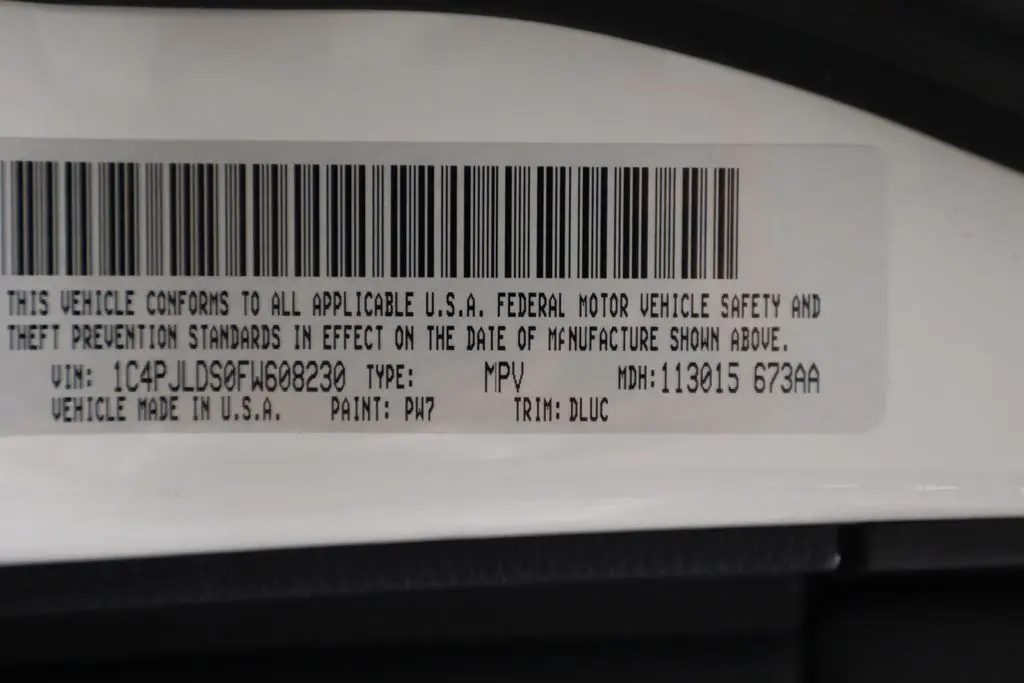 THIS VEHICLE CONFORMS TO ALL APPLICABLE U.S.A. FEDERAL MOTOR VEHICLE SAFETY AND
THEFT PREVENTION STANDARDS IN EFFECT ON THE DATE OF MANUFACTURE SHOWN ABOVE.
VIN: 1C4PJLDS0FW608230 TYPE: MPV MDH:113015 673AA
VEHICLE MADE IN U.S.A. PAINT: PW7 TRIM: DLUC